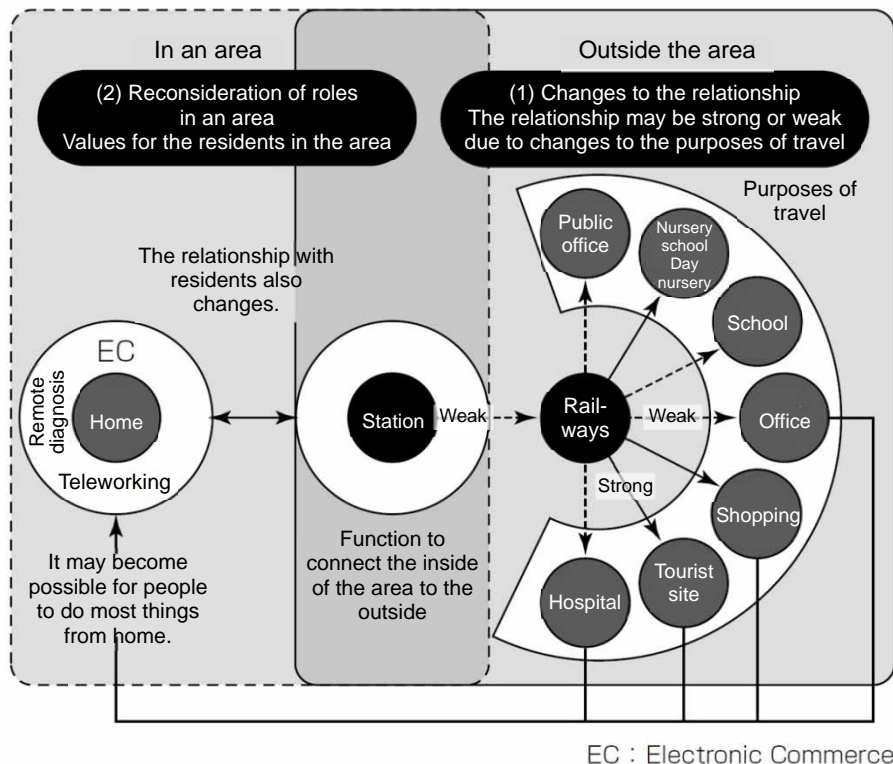 In an area
Outside the area
(2) Reconsideration of roles
in an area
Values for the residents in the area
(1) Changes to the relationship
The relationship may be strong or weak
due to changes to the purposes of travel
Purposes of
travel
Public
office
Nursery
school
Day
nursery
The relationship with
residents also
changes.
School
EC
Remote
diagnosis
Home
Teleworking
Station
Weak
Rail-
ways
Weak
Office
Strong
Shopping
Tourist
site
Hospital
Function to
connect the inside
of the area to the
outside
It may become
possible for people
to do most things
from home.
EC : Electronic Commerce